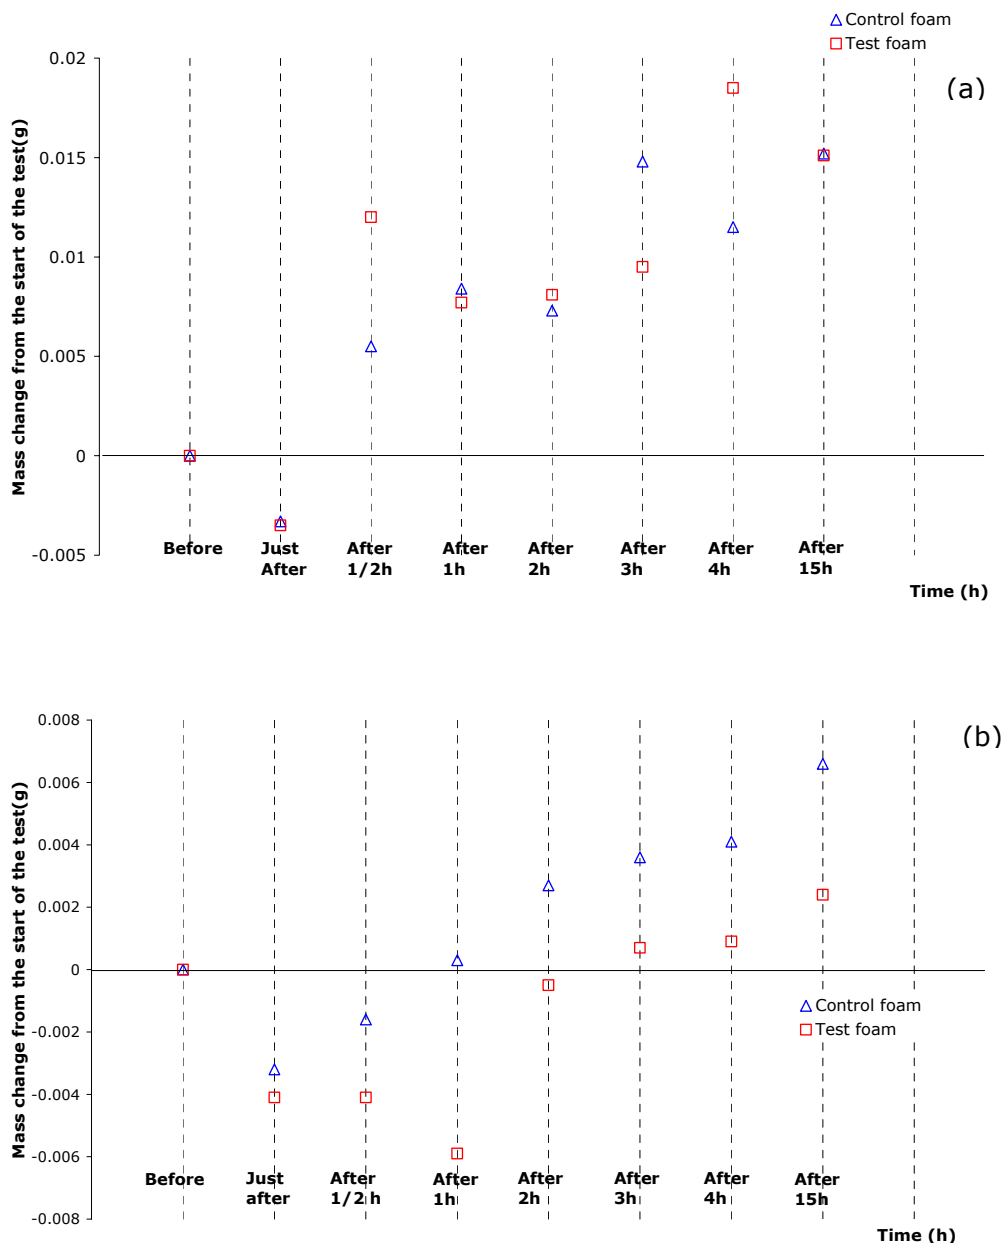 Control foam
Test foam
(a)
Mass change from the start of the test(g)
0.02
0.015
0.01
0.005
0
-0.005
Before
Just
After
After
1/2h
After
1h
After
2h
After
3h
After
4h
After
15h
Time (h)
(b)
Mass change from the start of the test(g)
0.008
0.006
0.004
0.002
0
-0.002
-0.004
-0.006
-0.008
Control foam
Test foam
Before
Just
after
After
1/2 h
After
1h
After
2h
After
3h
After
4h
After
15h
Time (h)